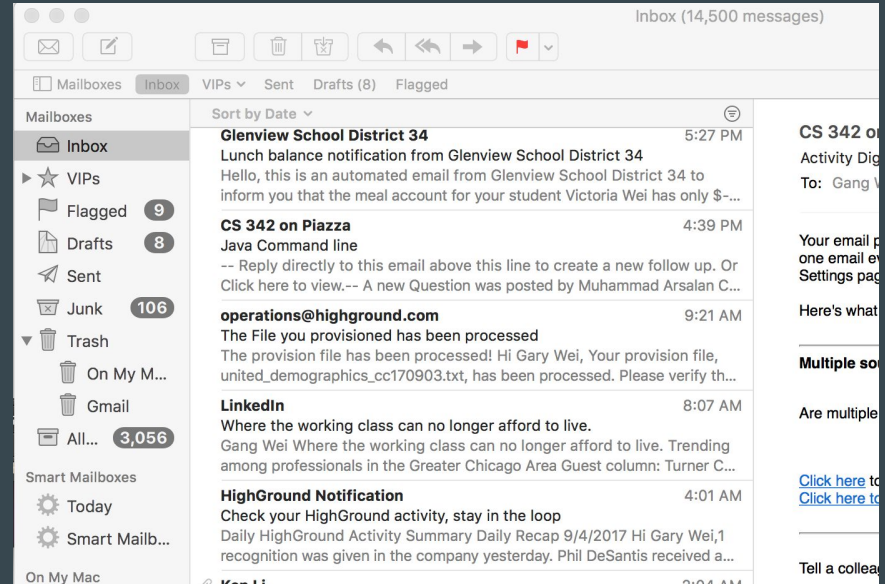 Inbox (14,500 messages)
Mailboxes Inbox VIPs Sent Drafts (8) Flagged
Mailboxes
Inbox
VIPs
Flagged 9
Drafts 8
Sent
Junk 106
Trash
On My M...
Gmail
All... 3,056
Smart Mailboxes
Today
Smart Mailb...
On My Mac
Sort by Date
Glenview School District 34 5:27 PM
Lunch balance notification from Glenview School District 34
Hello, this is an automated email from Glenview School District 34 to
inform you that the meal account for your student Victoria Wei has only $-...
CS 342 on Piazza 4:39 PM
Java Command line
-- Reply directly to this email above this line to create a new follow up. Or
Click here to view.-- A new Question was posted by Muhammad Arsalan C...
operations@highground.com 9:21 AM
The File you provisioned has been processed
The provision file has been processed! Hi Gary Wei, Your provision file,
united_demographics_cc170903.txt, has been processed. Please verify th...
LinkedIn 8:07 AM
Where the working class can no longer afford to live.
Gang Wei Where the working class can no longer afford to live. Trending
among professionals in the Greater Chicago Area Guest column: Turner C...
HighGround Notification 4:01 AM
Check your HighGround activity, stay in the loop
Daily HighGround Activity Summary Daily Recap 9/4/2017 Hi Gary Wei,1
recognition was given in the company yesterday. Phil DeSantis received a...
CS 342
Activity Dig
To: Gang
Your email
one email
Settings pag
Here's what
Multiple
Are multiple
Click here
Click here
Tell a